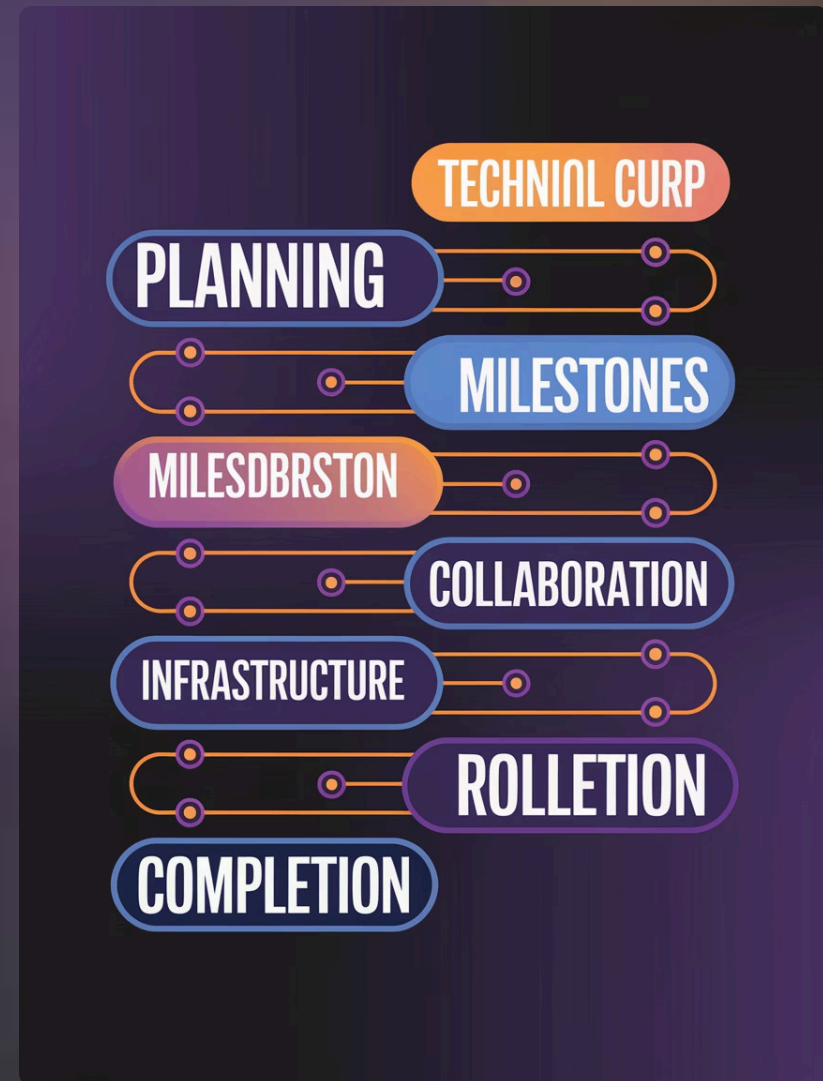 TECHNINL CURP
PLANNING
MILESTONES
MILESDBRSTON
COLLABORATION
INFRASTRUCTURE
ROLLETION
COMPLETION